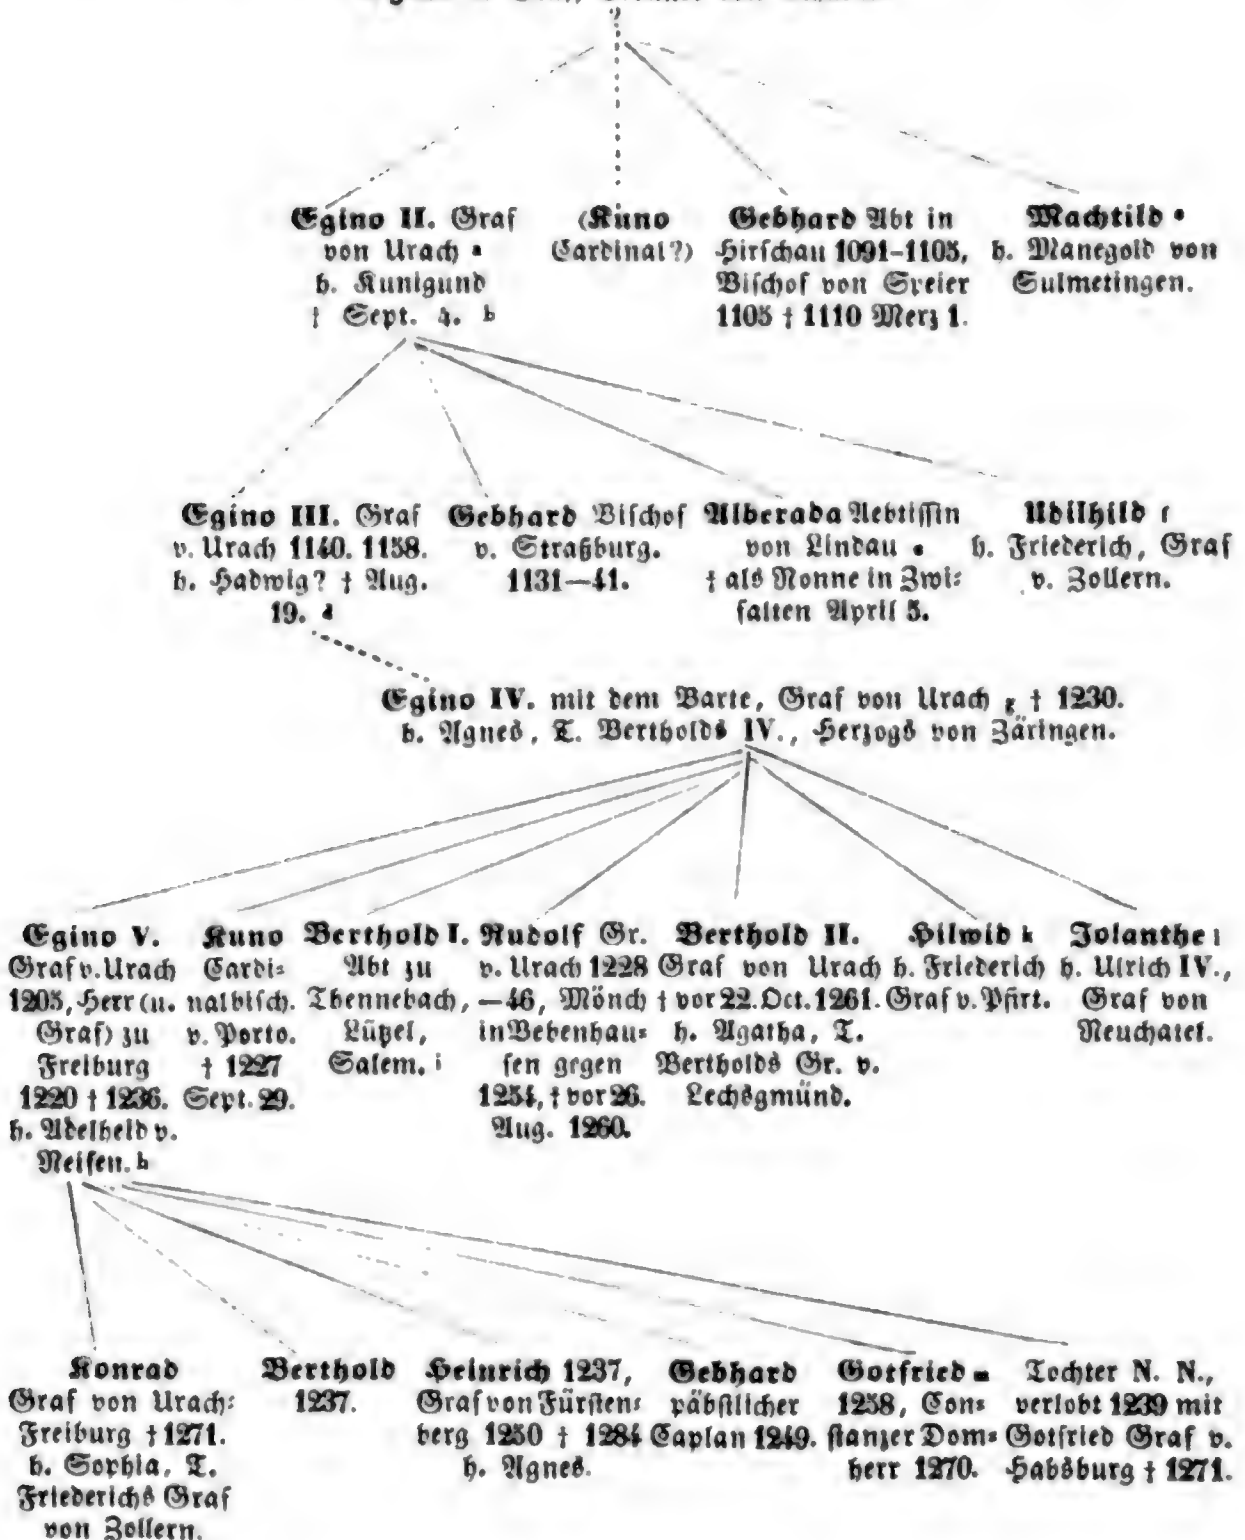 ?
Egino II. Graf
von Urach a
h. Kunigund
† Sept. 4. b
(Kuno
Cardinal?)
Gebhard Abt in
Hirschau 1091-1105,
Bischof von Speier
1105 † 1110 Merz 1.
Machtild
h. Manegold von
Sulmetingen.
Egino III. Graf
v. Urach 1140. 1158.
h. Hadwig? † Aug.
19. d
Gebhard Bischof
v. Straßburg.
1131—41.
Alberada Aebtissin
von Lindau e
† als Nonne in Zwi⸗
falten April 5.
Udilhild f
h. Friederich, Graf
v. Zollern.
Egino IV. mit dem Barte, Graf von Urach g † 1230.
h. Agnes, T. Bertholds IV., Herzogs von Zäringen.
Egino V.
Graf v. Urach
1205, Herr (u.
Graf) zu
Freiburg
1220 † 1236.
h. Adelheid v.
Neifen. h
Kuno
Cardi⸗
nalbisch.
v. Porto.
† 1227
Sept. 29.
Berthold I.
Abt zu
Thennebach,
Lützel,
Salem. i
Rudolf Gr.
v. Urach 1228
—46, Mönch
in Bebenhau⸗
sen gegen
1254, † vor 26.
Aug. 1260.
Berthold II.
Graf von Urach
† vor 22. Oct. 1261.
h. Agatha, T.
Bertholds Gr. v.
Lechsgmünd.
Hilwid k
h. Friederich
Graf v. Pfirt.
Jolanthe l
h. Ulrich IV.,
Graf von
Neuchatel.
Konrad
Graf von Urach⸗
Freiburg † 1271.
h. Sophia, T.
Friederichs Graf
von Zollern.
Berthold
1237.
Heinrich 1237,
Graf von Fürsten⸗
berg 1250 † 1284
h. Agnes.
Gebhard
päbstlicher
Caplan 1249.
Gotfried m
1258, Con⸗
stanzer Dom⸗
herr 1270.
Tochter N. N.,
verlobt 1239 mit
Gotfried Graf v.
Habsburg † 1271.